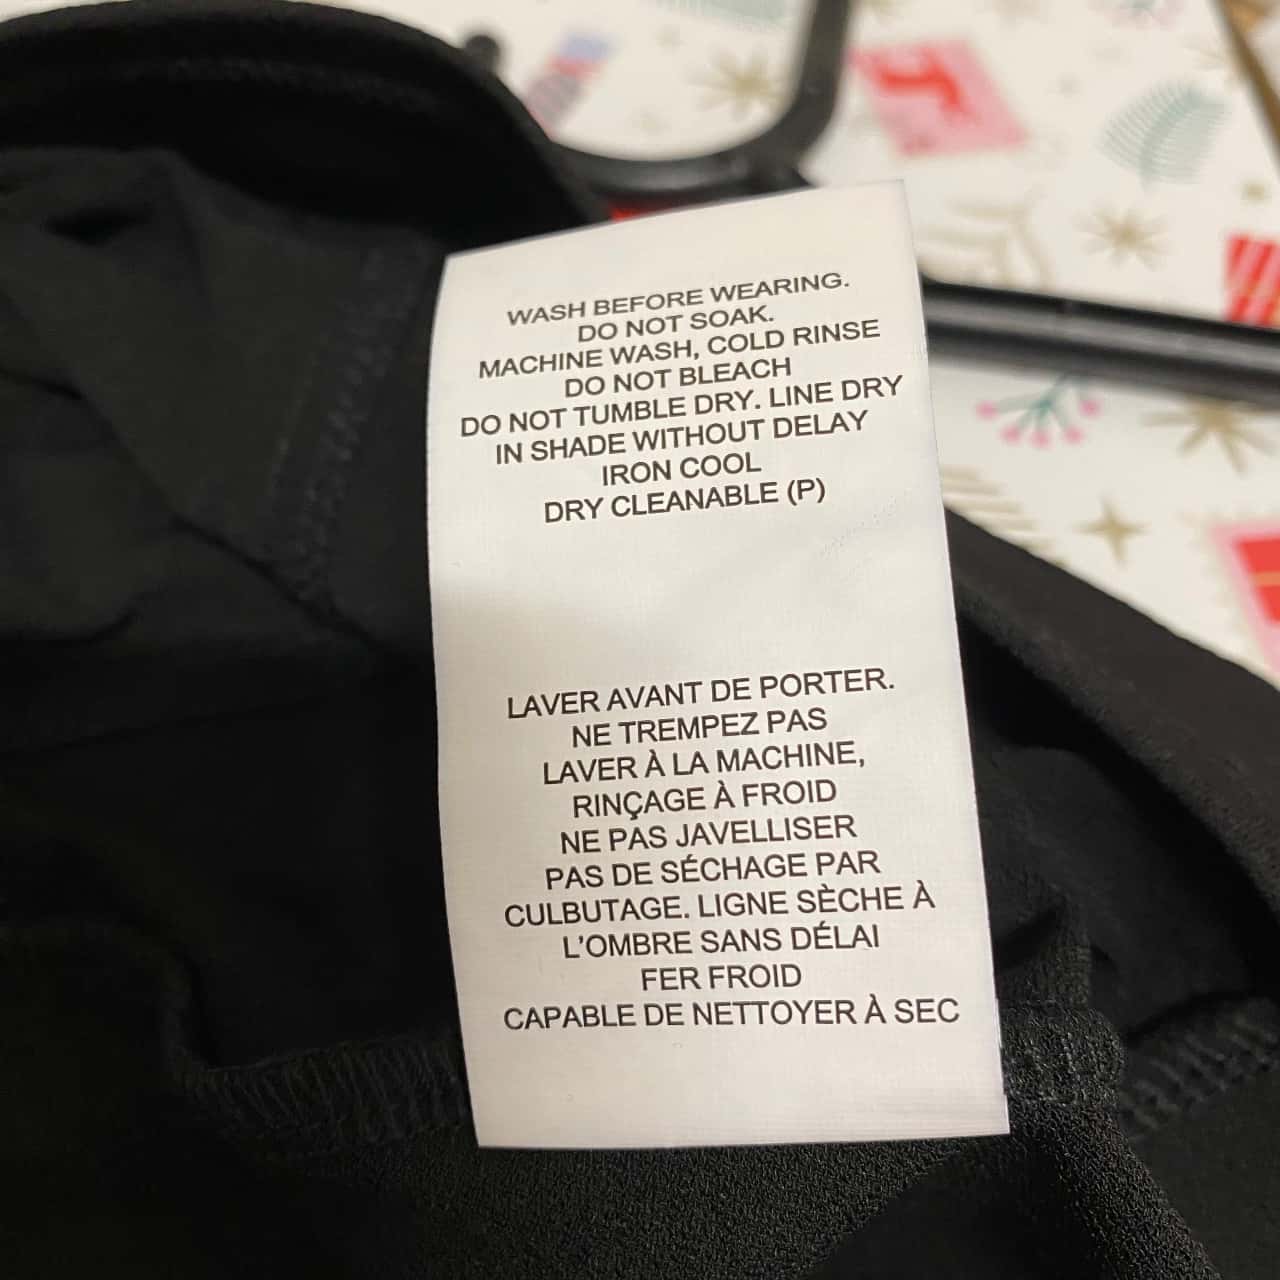 WASH BEFORE WEARING.
DO NOT SOAK.
MACHINE WASH, COLD RINSE
DO NOT BLEACH
DO NOT TUMBLE DRY. LINE DRY
IN SHADE WITHOUT DELAY
IRON COOL
DRY CLEANABLE (P)
LAVER AVANT DE PORTER.
NE TREMPEZ PAS
LAVER À LA MACHINE,
RINÇAGE À FROID
NE PAS JAVELLISER
PAS DE SÉCHAGE PAR
CULBUTAGE. LIGNE SÈCHE À
L'OMBRE SANS DÉLAI
FER FROID
CAPABLE DE NETTOYER À SEC